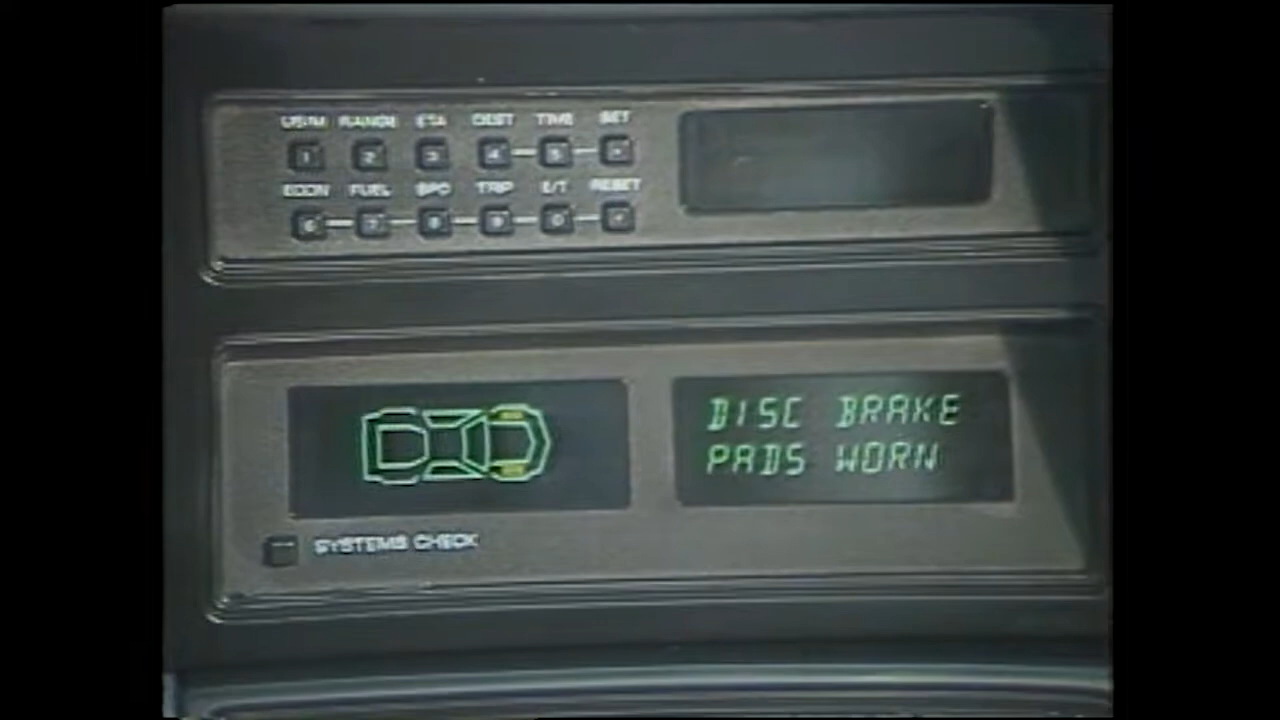 US/M RANGE ETA DEST TIME SET
1 2 3 4 5
ECON FUEL SPD TRIP E/T RESET
6 7 8 9 0
DISC BRAKE
PADS WORN
SYSTEMS CHECK